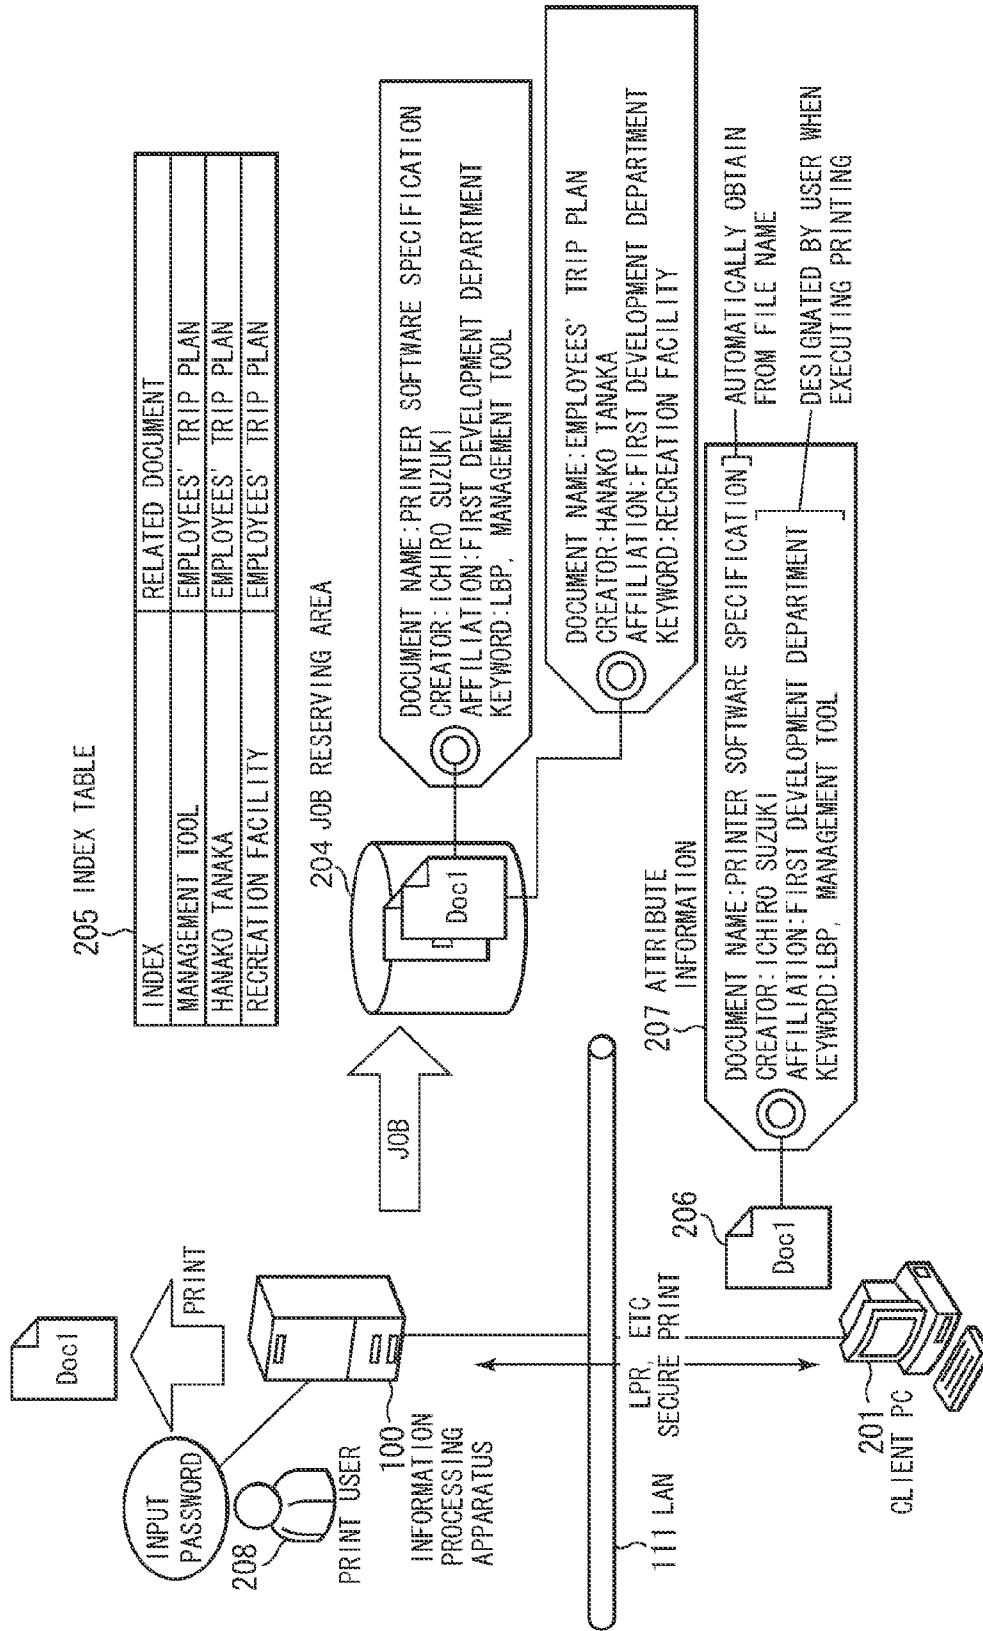 205 INDEX TABLE
INDEX RELATED DOCUMENT
MANAGEMENT TOOL EMPLOYEES' TRIP PLAN
HANAKO TANAKA EMPLOYEES' TRIP PLAN
RECREATION FACILITY EMPLOYEES' TRIP PLAN
Doc1
PRINT
INPUT
PASSWORD
208
PRINT USER
100
INFORMATION
PROCESSING
APPARATUS
JOB
204 JOB RESERVING AREA
Doc1
DOCUMENT NAME:PRINTER SOFTWARE SPECIFICATION
CREATOR:ICHIRO SUZUKI
AFFILIATION:FIRST DEVELOPMENT DEPARTMENT
KEYWORD:LBP, MANAGEMENT TOOL
DOCUMENT NAME:EMPLOYEES' TRIP PLAN
CREATOR:HANAKO TANAKA
AFFILIATION:FIRST DEVELOPMENT DEPARTMENT
KEYWORD:RECREATION FACILITY
111 LAN
LPR, ETC
SECURE PRINT
201
CLIENT PC
206
Doc1
207 ATTRIBUTE
INFORMATION
DOCUMENT NAME:PRINTER SOFTWARE SPECIFICATION
CREATOR:ICHIRO SUZUKI
AFFILIATION:FIRST DEVELOPMENT DEPARTMENT
KEYWORD:LBP, MANAGEMENT TOOL
AUTOMATICALLY OBTAIN
FROM FILE NAME
DESIGNATED BY USER WHEN
EXECUTING PRINTING